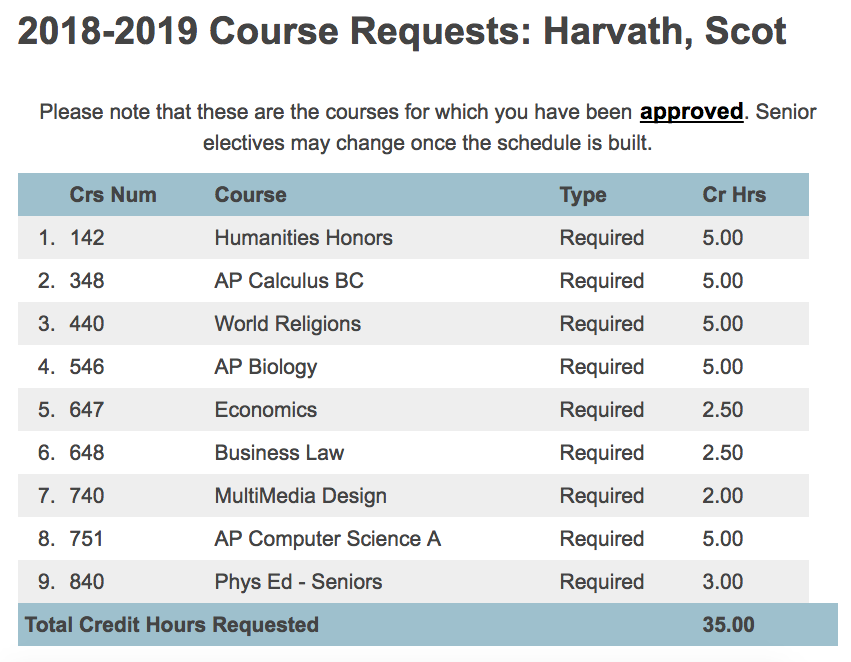 2018-2019 Course Requests: Harvath, Scot
Please note that these are the courses for which you have been approved. Senior
electives may change once the schedule is built.
Crs Num Course Type Cr Hrs
1. 142 Humanities Honors Required 5.00
2. 348 AP Calculus BC Required 5.00
3. 440 World Religions Required 5.00
4. 546 AP Biology Required 5.00
5. 647 Economics Required 2.50
6. 648 Business Law Required 2.50
7. 740 MultiMedia Design Required 2.00
8. 751 AP Computer Science A Required 5.00
9. 840 Phys Ed - Seniors Required 3.00
Total Credit Hours Requested 35.00